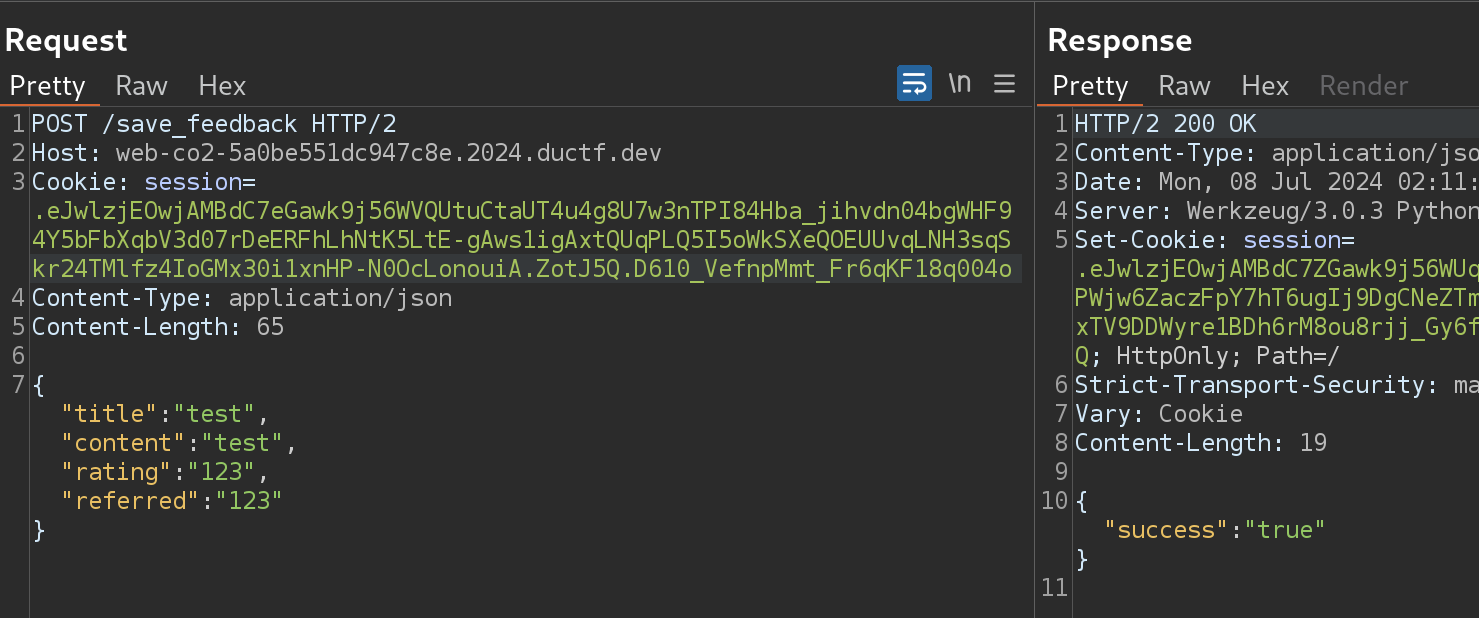 Request
Pretty Raw Hex
\n
1 POST /save_feedback HTTP/2
2 Host: web-co2-5a0be551dc947c8e.2024.ductf.dev
3 Cookie: session=
.eJwlzjEOwjAMBdC7eGawk9j56WVQUtuCtaUT4u4g8U7w3nTPI84Hba_jihvdn04bgWHF9
4Y5bFbXqbV3d07rDeERFhLhNtK5LtE-gAws1igAxtQUqPLQ5I5oWkSXeQOEUUvqLNH3sqS
kr24TMlfz4IoGMx30i1xnHP-N0OcLonouiA.ZotJ5Q.D610_VefnpMmt_Fr6qKF18q004o
4 Content-Type: application/json
5 Content-Length: 65
6
7 {
"title":"test",
"content":"test",
"rating":"123",
"referred":"123"
}
Response
Pretty Raw Hex Render
1 HTTP/2 200 OK
2 Content-Type: application/jso
3 Date: Mon, 08 Jul 2024 02:11:
4 Server: Werkzeug/3.0.3 Python
5 Set-Cookie: session=
.eJwlzjEOwjAMBdC7ZGawk9j56WUq
PWjw6ZaczFpY7hT6ugIj9DgCNeZTm
xTV9DDWyre1BDh6rM8ou8rjj_Gy6f
Q; HttpOnly; Path=/
6 Strict-Transport-Security: ma
7 Vary: Cookie
8 Content-Length: 19
9
10 {
"success":"true"
}
11